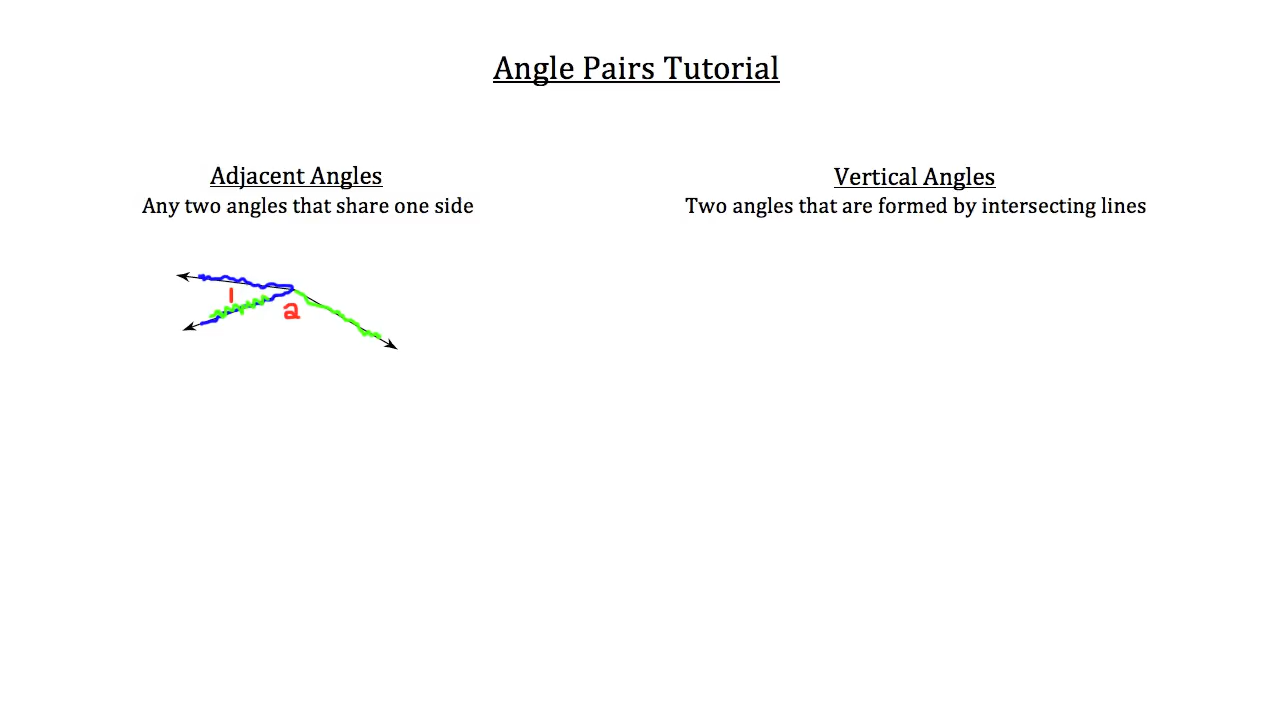 Angle Pairs Tutorial
Adjacent Angles
Any two angles that share one side
Vertical Angles
Two angles that are formed by intersecting lines
1
2